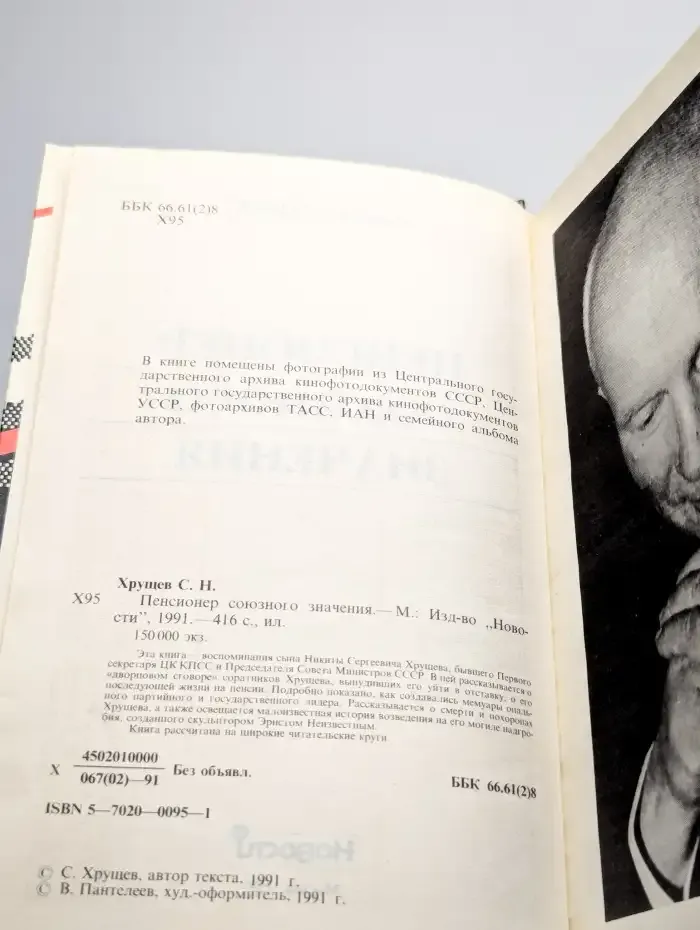 ББК 66.61(2)8
Х95
В книге помещены фотографии из Центрального госу-
дарственного архива кинофотодокументов СССР, Цен-
трального государственного архива кинофотодокументов
УССР, фотоархивов ТАСС, ИАН и семейного альбома
автора.
Хрущев С. Н.
Х95 Пенсионер союзного значения.— М.: Изд-во „Ново-
сти”, 1991.— 416 с., ил.
150 000 экз.
Эта книга— воспоминания сына Никиты Сергеевича Хрущева, бывшего Первого
секретаря ЦК КПСС и Председателя Совета Министров СССР. В ней рассказывается о
«дворцовом сговоре» соратников Хрущева, вынудивших его уйти в отставку, о его
последующей жизни на пенсии. Подробно показано, как создавались мемуары опаль-
ного партийного и государственного лидера. Рассказывается о смерти и похоронах
Хрущева, а также освещается малоизвестная история возведения на его могиле надгро-
бия, созданного скульптором Эрнстом Неизвестным.
Книга рассчитана на широкие читательские круги.
Х 4502010000
067(02)—91 Без объявл.
ББК 66.61(2)8
ISBN 5—7020—0095—1
© С. Хрущев, автор текста, 1991 г.
© В. Пантелеев, худ.-оформитель, 1991 г.